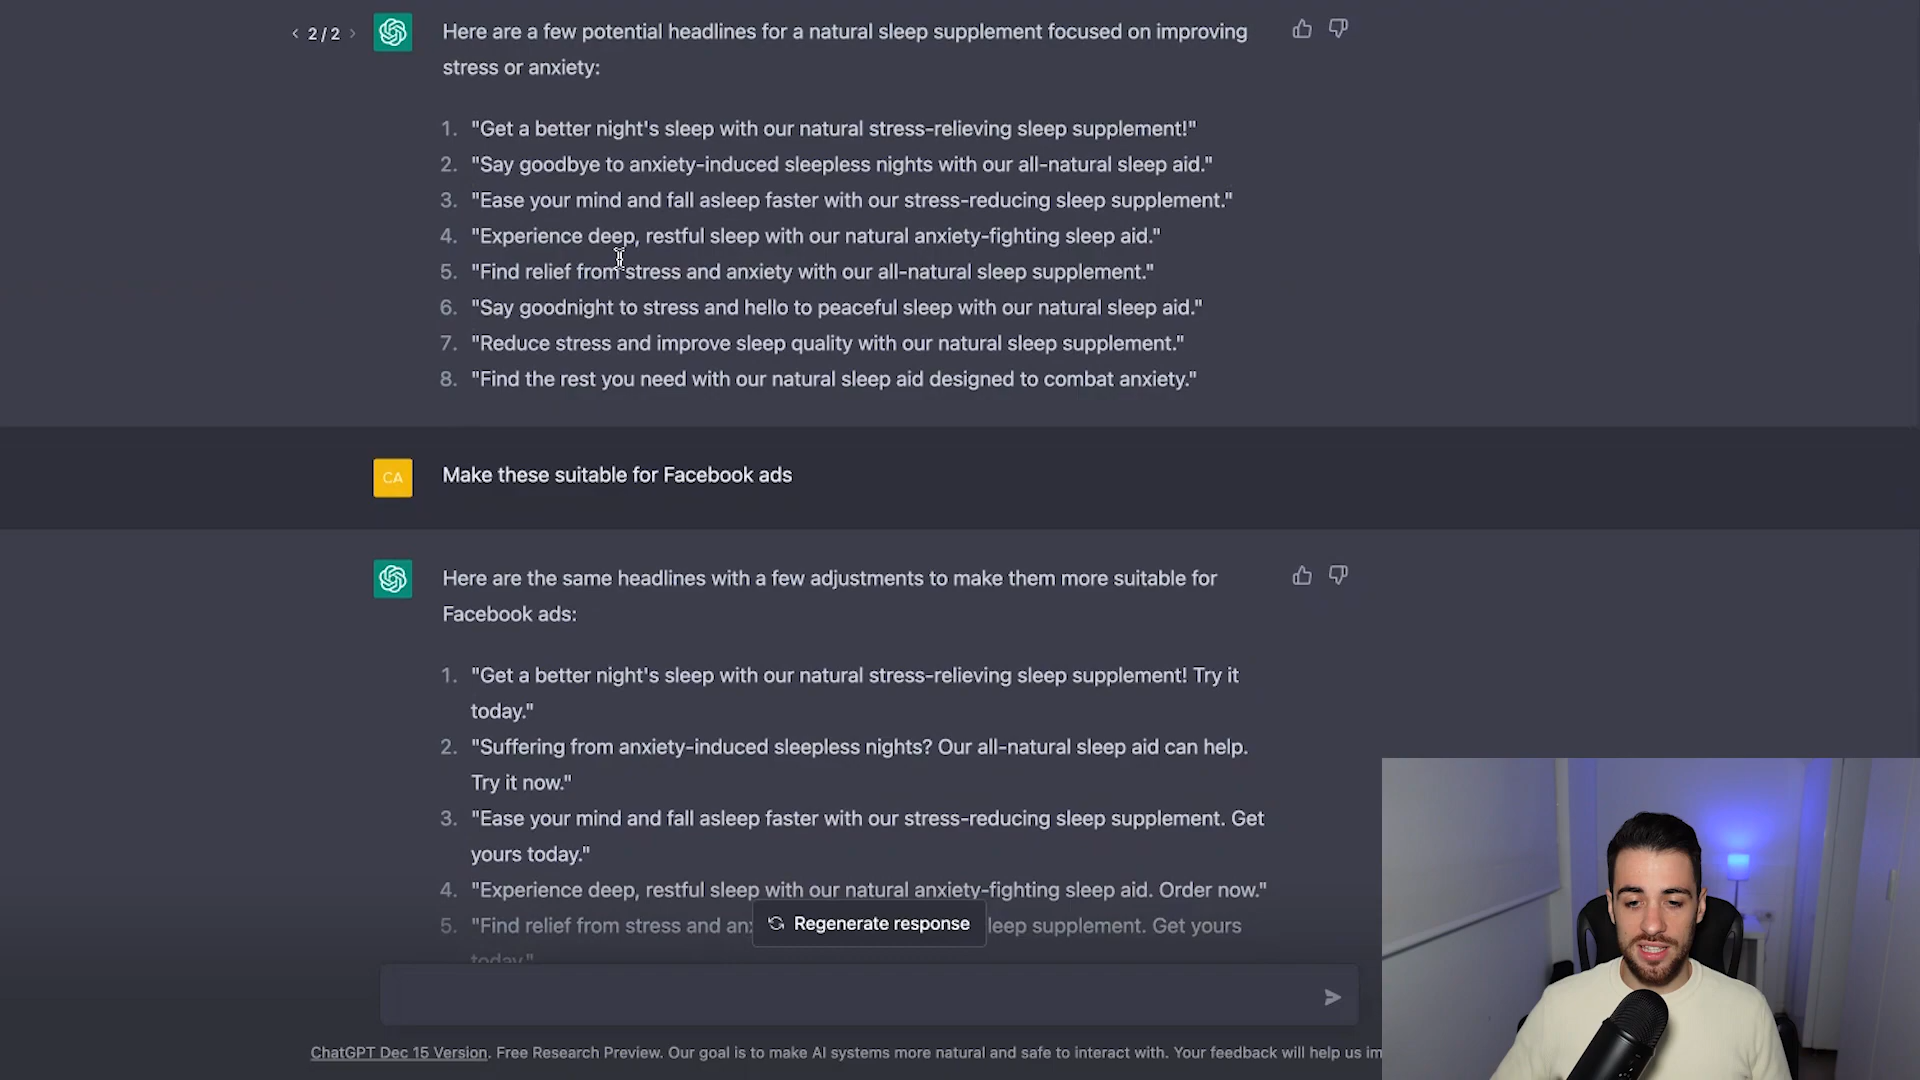 < 2 / 2 >
Here are a few potential headlines for a natural sleep supplement focused on improving
stress or anxiety:
1. "Get a better night's sleep with our natural stress-relieving sleep supplement!"
2. "Say goodbye to anxiety-induced sleepless nights with our all-natural sleep aid."
3. "Ease your mind and fall asleep faster with our stress-reducing sleep supplement."
4. "Experience deep, restful sleep with our natural anxiety-fighting sleep aid."
5. "Find relief from stress and anxiety with our all-natural sleep supplement."
6. "Say goodnight to stress and hello to peaceful sleep with our natural sleep aid."
7. "Reduce stress and improve sleep quality with our natural sleep supplement."
8. "Find the rest you need with our natural sleep aid designed to combat anxiety."
CA
Make these suitable for Facebook ads
Here are the same headlines with a few adjustments to make them more suitable for
Facebook ads:
1. "Get a better night's sleep with our natural stress-relieving sleep supplement! Try it
today."
2. "Suffering from anxiety-induced sleepless nights? Our all-natural sleep aid can help.
Try it now."
3. "Ease your mind and fall asleep faster with our stress-reducing sleep supplement. Get
yours today."
4. "Experience deep, restful sleep with our natural anxiety-fighting sleep aid. Order now."
5. "Find relief from stress and an
Regenerate response
leep supplement. Get yours
today."
ChatGPT Dec 15 Version. Free Research Preview. Our goal is to make AI systems more natural and safe to interact with. Your feedback will help us im